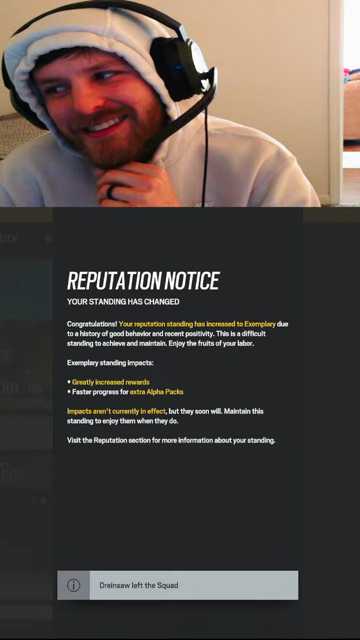 REPUTATION NOTICE
YOUR STANDING HAS CHANGED
Congratulations! Your reputation standing has increased to Exemplary due
to a history of good behavior and recent positivity. This is a difficult
standing to achieve and maintain. Enjoy the fruits of your labor.
Exemplary standing impacts:
• Greatly increased rewards
• Faster progress for extra Alpha Packs
Impacts aren't currently in effect, but they soon will. Maintain this
standing to enjoy them when they do.
Visit the Reputation section for more information about your standing.
Dreinsaw left the Squad